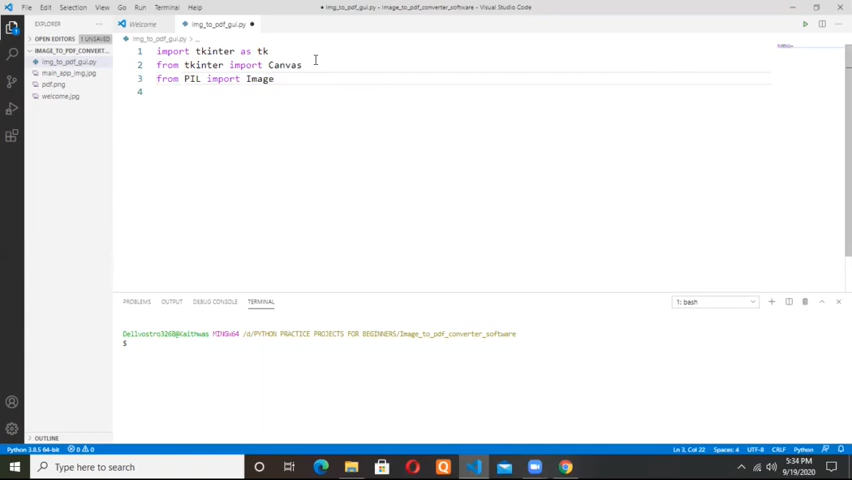 File Edit Selection View Go Run Terminal Help
● img_to_pdf_gui.py - Image_to_pdf_converter_software - Visual Studio Code
EXPLORER
Welcome
img_to_pdf_gui.py
OPEN EDITORS 1 UNSAVED
img_to_pdf_gui.py > ...
IMAGE_TO_PDF_CONVERT...
img_to_pdf_gui.py
main_app_img.jpg
pdf.png
welcome.jpg
1 import tkinter as tk
2 from tkinter import Canvas
3 from PIL import Image
4
PROBLEMS OUTPUT DEBUG CONSOLE TERMINAL
1: bash
Dellvostro3268@Kaithwas MINGW64 /d/PYTHON PRACTICE PROJECTS FOR BEGINNERS/Image_to_pdf_converter_software
$
OUTLINE
Python 3.8.5 64-bit 0 0
Ln 3, Col 22 Spaces: 4 UTF-8 CRLF Python
Type here to search
5:34 PM
9/19/2020